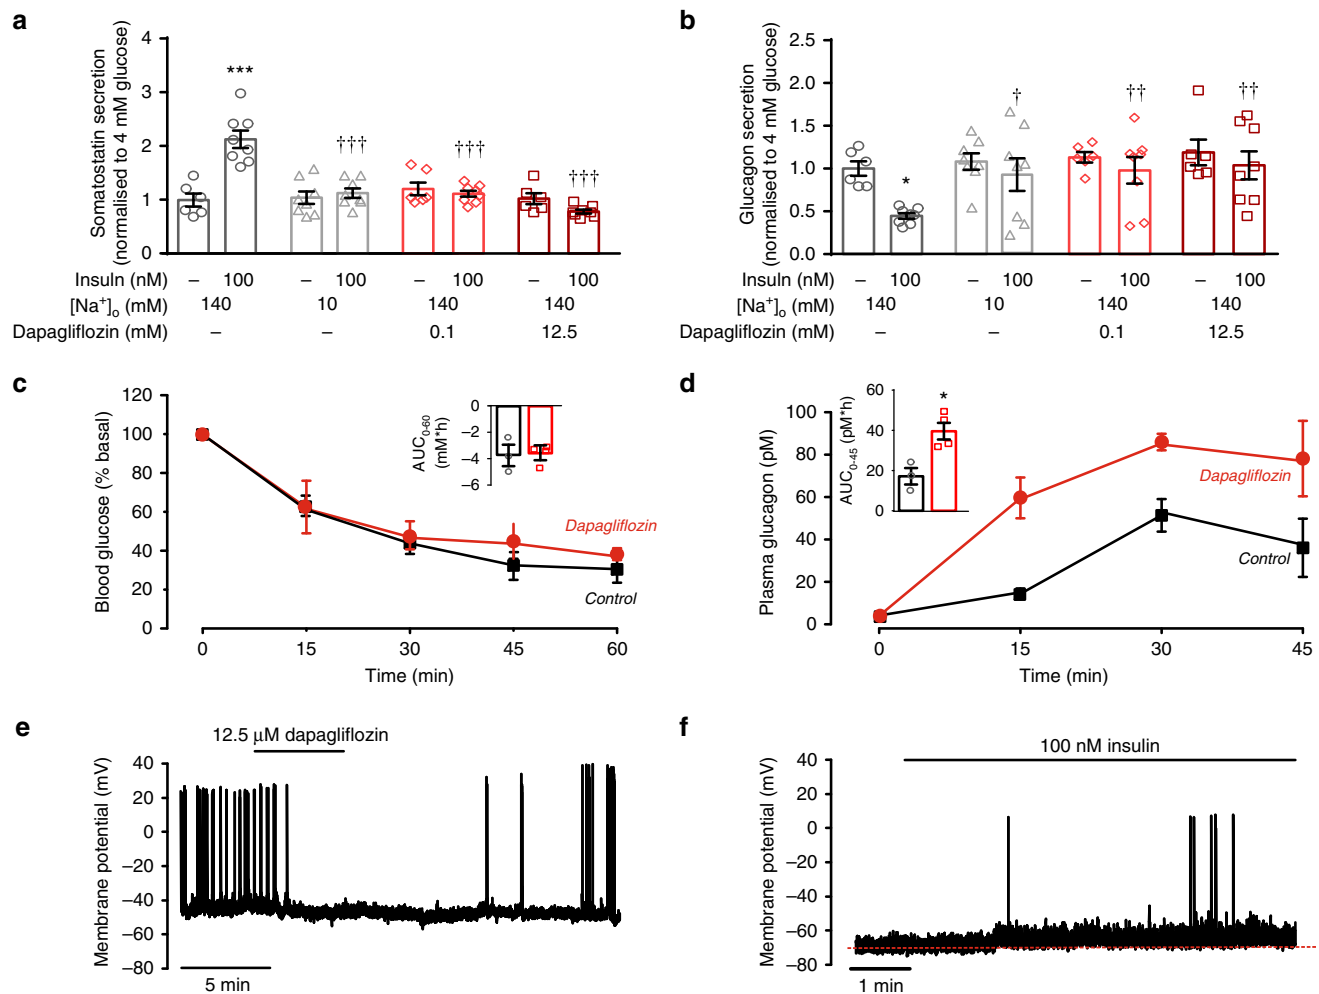 a
Somatostatin secretion
(normalised to 4 mM glucose)
4
3
2
1
0
***
†††
†††
†††
Insuln (nM) – 100 – 100 – 100 – 100
[Na⁺]ₒ (mM) 140 10 140 140
Dapagliflozin (mM) – – 0.1 12.5
b
Glucagon secretion
(normalised to 4 mM glucose)
2.5
2.0
1.5
1.0
0.5
0.0
*
†
††
††
Insulin (nM) – 100 – 100 – 100 – 100
[Na⁺]ₒ (mM) 140 10 140 140
Dapagliflozin (mM) – – 0.1 12.5
c
Blood glucose (% basal)
120
100
80
60
40
20
0
0 15 30 45 60
Time (min)
AUC₀₋₆₀
(mM*h)
0
–2
–4
–6
Dapagliflozin
Control
d
Plasma glucagon (pM)
100
80
60
40
20
0
0 15 30 45
Time (min)
AUC₀₋₄₅ (pM*h)
60
40
20
0
*
Dapagliflozin
Control
e
12.5 µM dapagliflozin
Membrane potential (mV)
40
20
0
–20
–40
–60
–80
5 min
f
100 nM insulin
Membrane potential (mV)
40
20
0
–20
–40
–60
–80
1 min